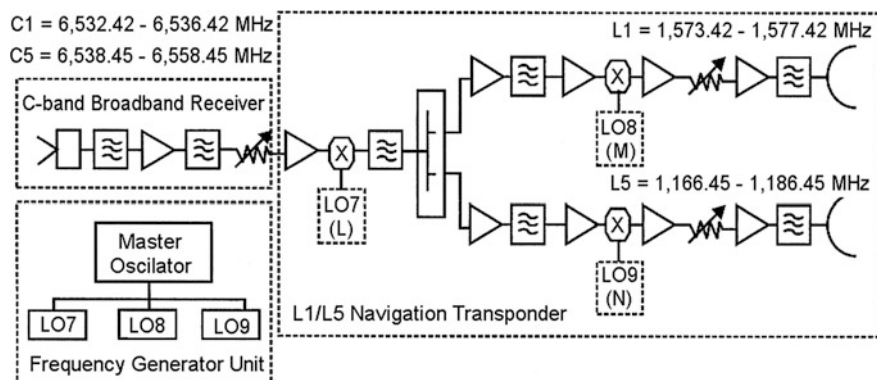 C1 = 6,532.42 - 6,536.42 MHz
C5 = 6,538.45 - 6,558.45 MHz
L1 = 1,573.42 - 1,577.42 MHz
C-band Broadband Receiver
X
LO7
(L)
X
LO8
(M)
L5 = 1,166.45 - 1,186.45 MHz
X
LO9
(N)
L1/L5 Navigation Transponder
Master
Oscilator
LO7
LO8
LO9
Frequency Generator Unit